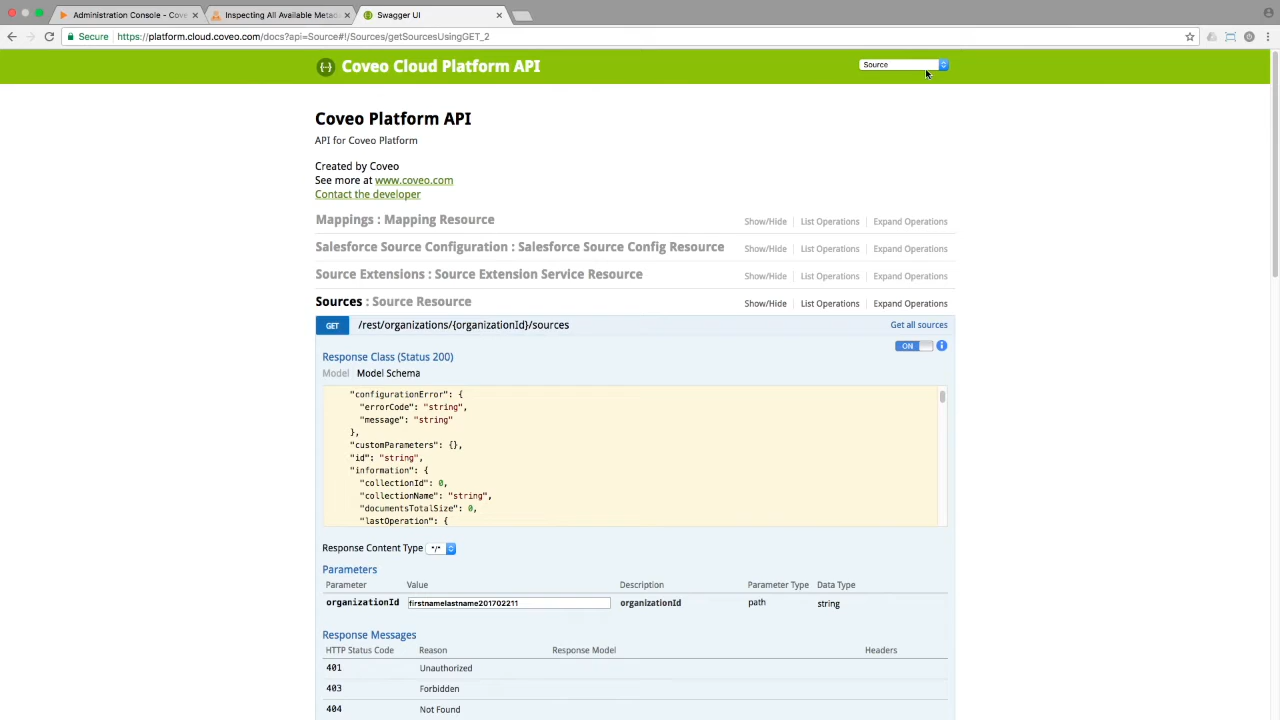 Administration Console - Cove
Inspecting All Available Metad
Swagger UI
Secure https://platform.cloud.coveo.com/docs?api=Source#!/Sources/getSourcesUsingGET_2
{···} Coveo Cloud Platform API
Source
Coveo Platform API
API for Coveo Platform
Created by Coveo
See more at www.coveo.com
Contact the developer
Mappings : Mapping Resource Show/Hide List Operations Expand Operations
Salesforce Source Configuration : Salesforce Source Config Resource Show/Hide List Operations Expand Operations
Source Extensions : Source Extension Service Resource Show/Hide List Operations Expand Operations
Sources : Source Resource Show/Hide List Operations Expand Operations
GET /rest/organizations/{organizationId}/sources Get all sources
ON
Response Class (Status 200)
Model Model Schema
"configurationError": {
"errorCode": "string",
"message": "string"
},
"customParameters": {},
"id": "string",
"information": {
"collectionId": 0,
"collectionName": "string",
"documentsTotalSize": 0,
"lastOperation": {
Response Content Type */*
Parameters
Parameter Value Description Parameter Type Data Type
organizationId firstnamelastname201702211 organizationId path string
Response Messages
HTTP Status Code Reason Response Model Headers
401 Unauthorized
403 Forbidden
404 Not Found